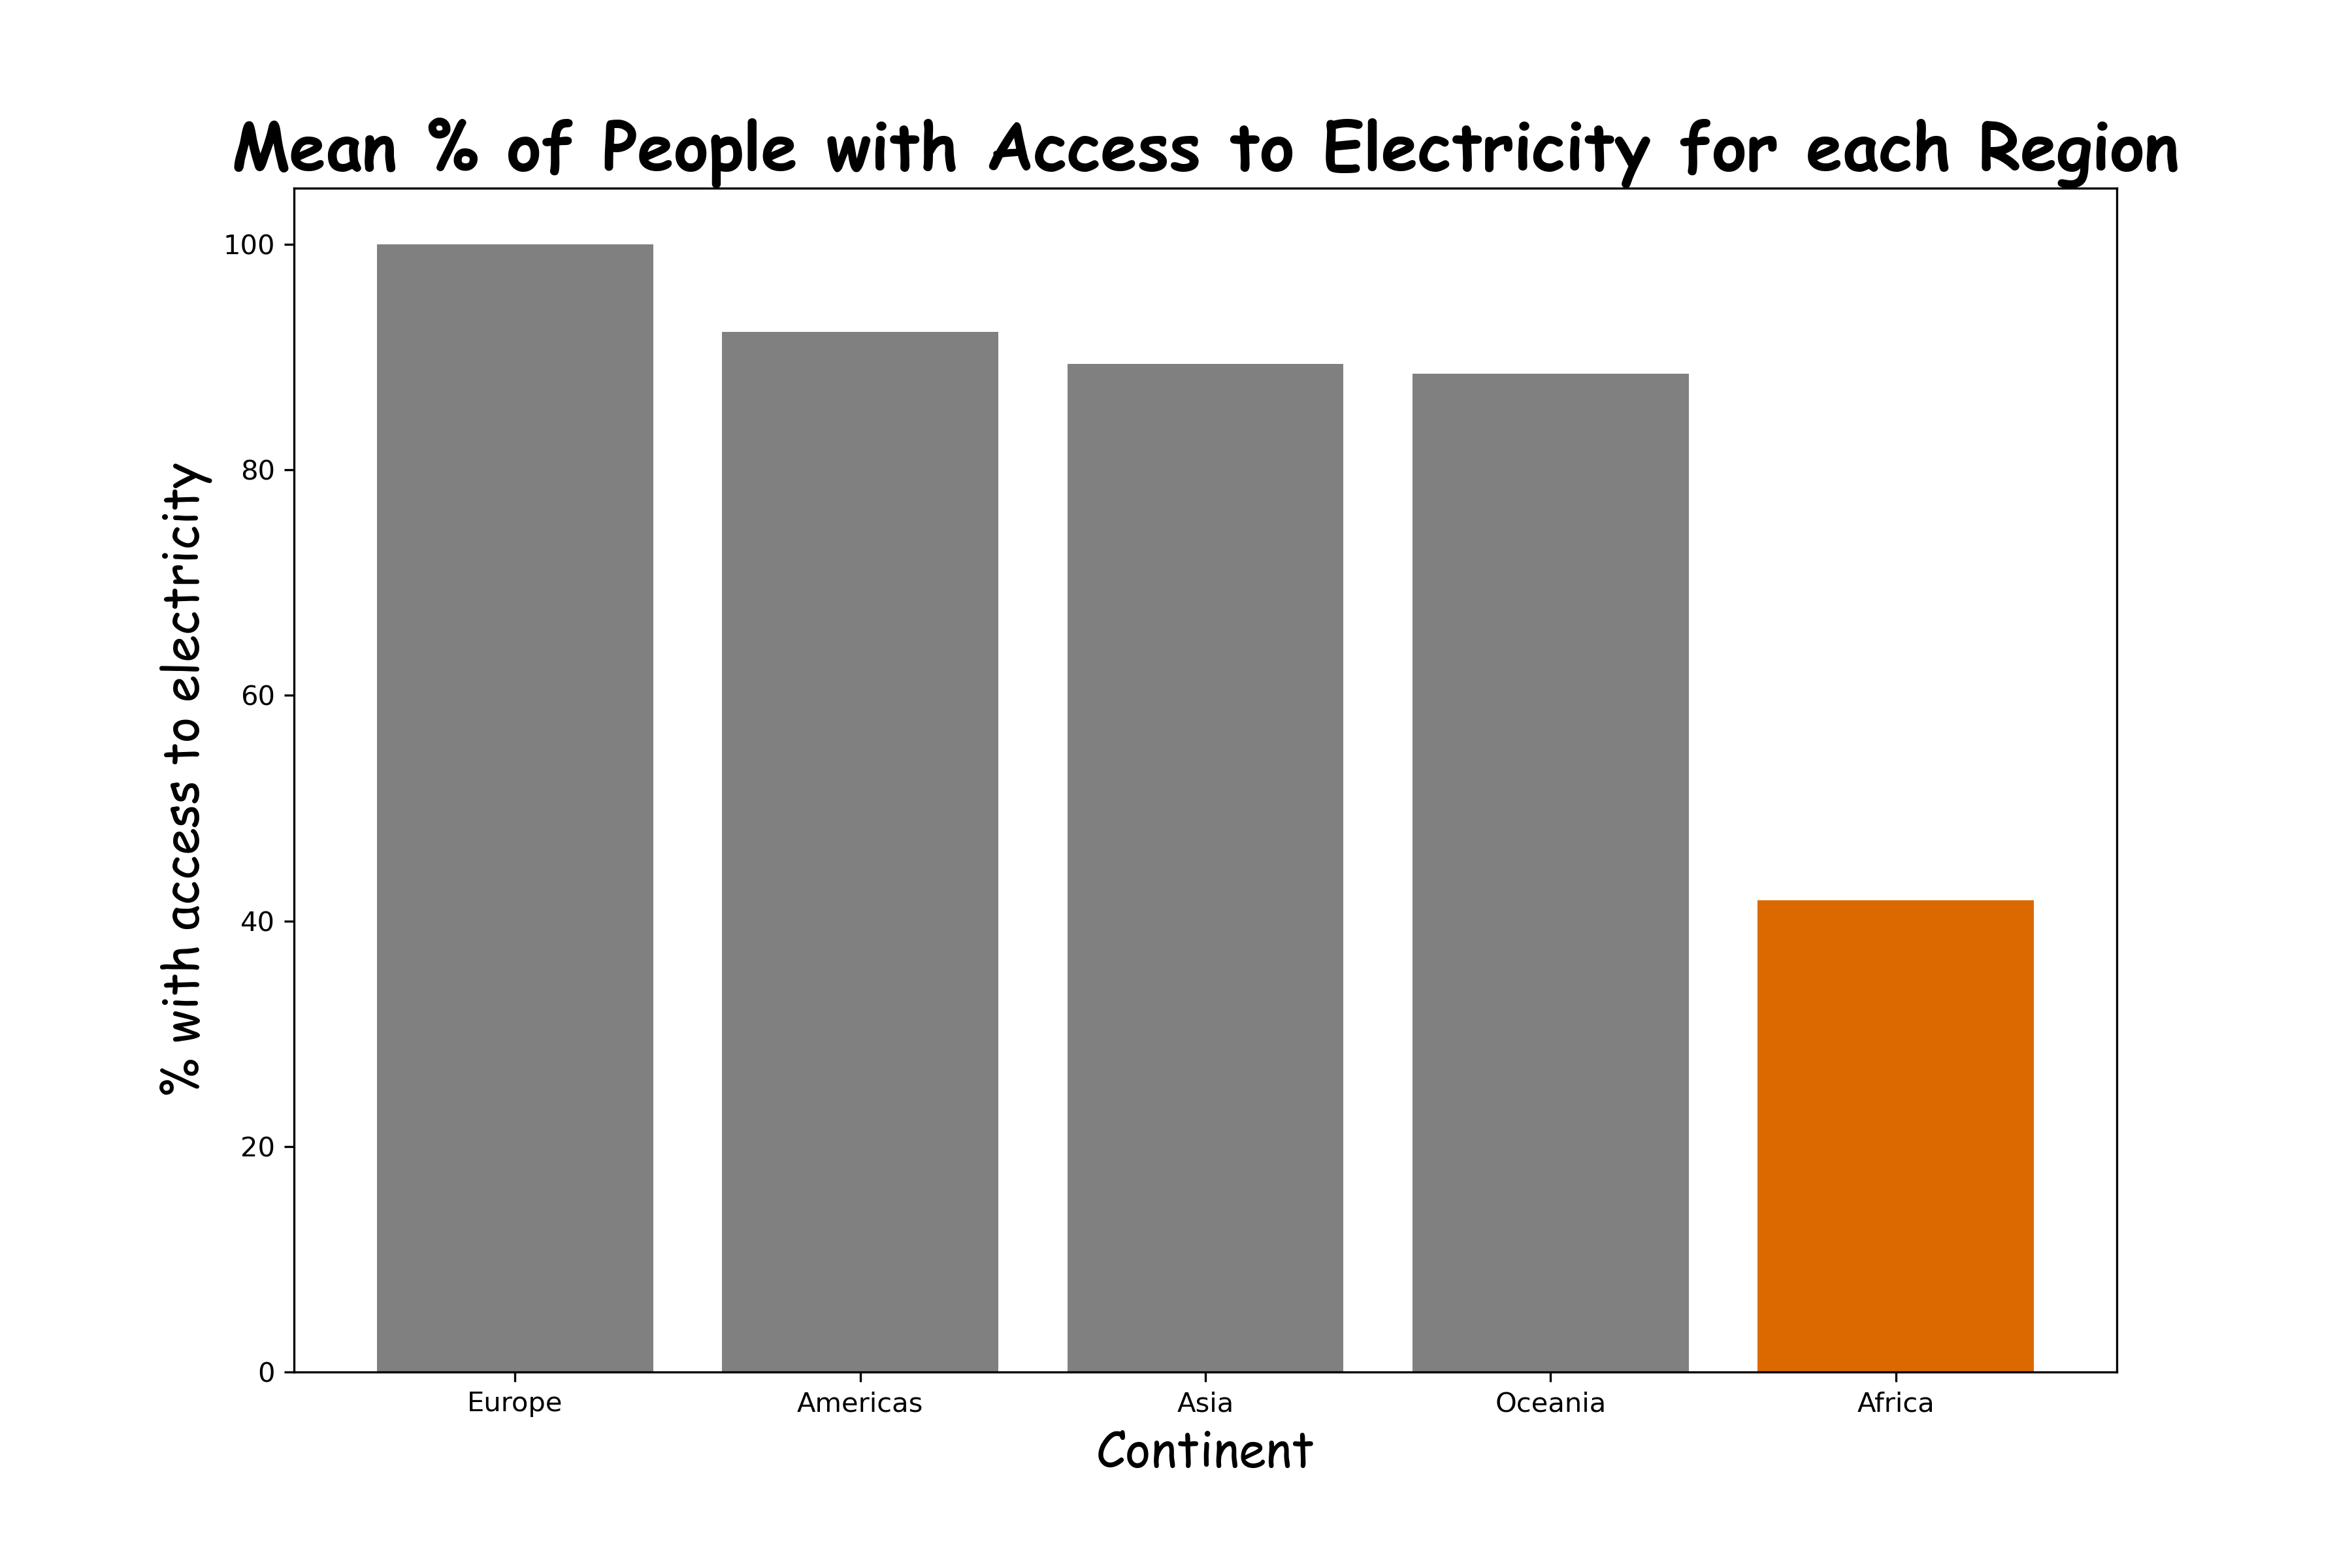 Mean % of People with Access to Electricity for each Region
% with access to electricity
100
80
60
40
20
0
Europe Americas Asia Oceania Africa
Continent